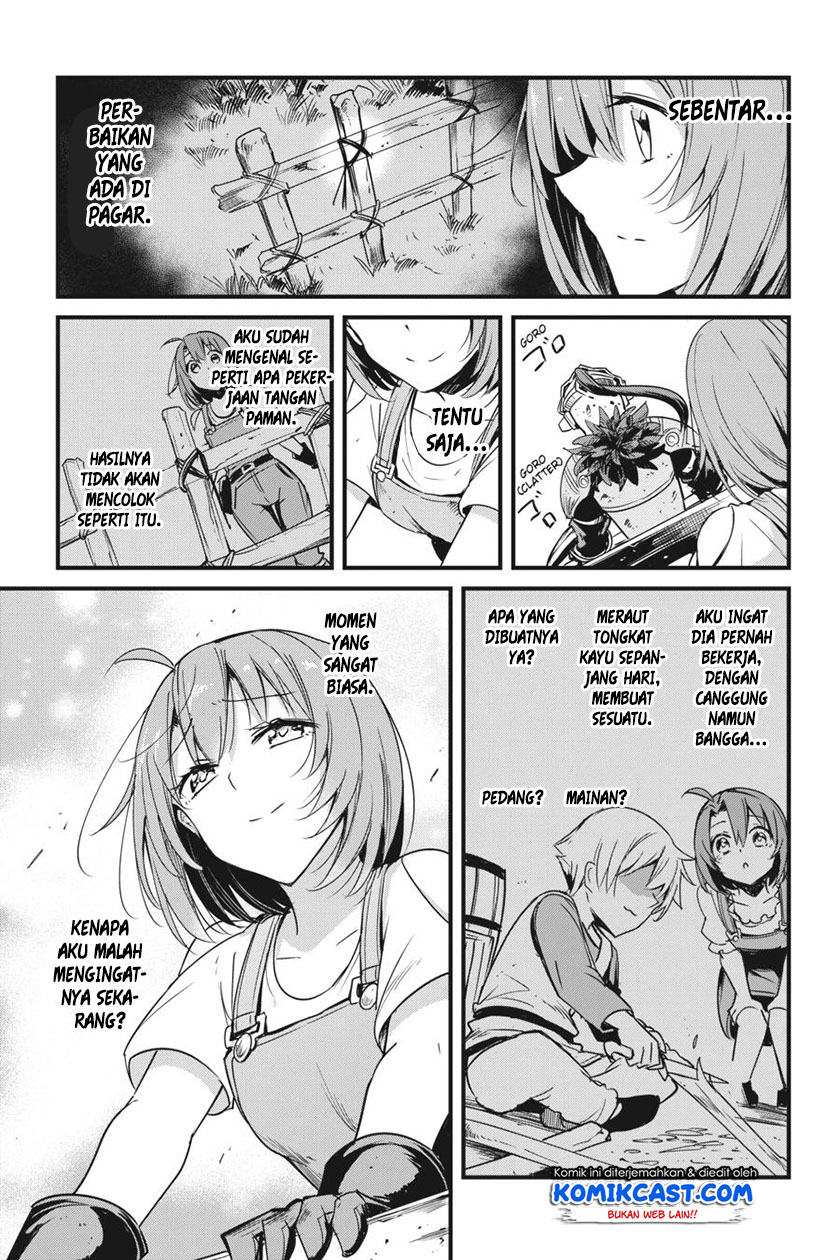 SEBENTAR...
PER-
BAIKAN
YANG
ADA DI
PAGAR.
GORO
ゴロ
GORO
(CLATTER)
ゴロ
TENTU
SAJA...
AKU SUDAH
MENGENAL SE-
PERTI APA PEKER-
JAAN TANGAN
PAMAN.
HASILNYA
TIDAK AKAN
MENCOLOK
SEPERTI ITU.
AKU INGAT
DIA PERNAH
BEKERJA,
DENGAN
CANGGUNG
NAMUN
BANGGA...
MERAUT
TONGKAT
KAYU SEPAN-
JANG HARI,
MEMBUAT
SESUATU.
APA YANG
DIBUATNYA
YA?
MAINAN?
PEDANG?
MOMEN
YANG
SANGAT
BIASA.
KENAPA
AKU MALAH
MENGINGAT-
NYA SEKA-
RANG?
Komik ini diterjemahkan & diedit oleh
KOMIKCAST.COM
BUKAN WEB LAIN!!